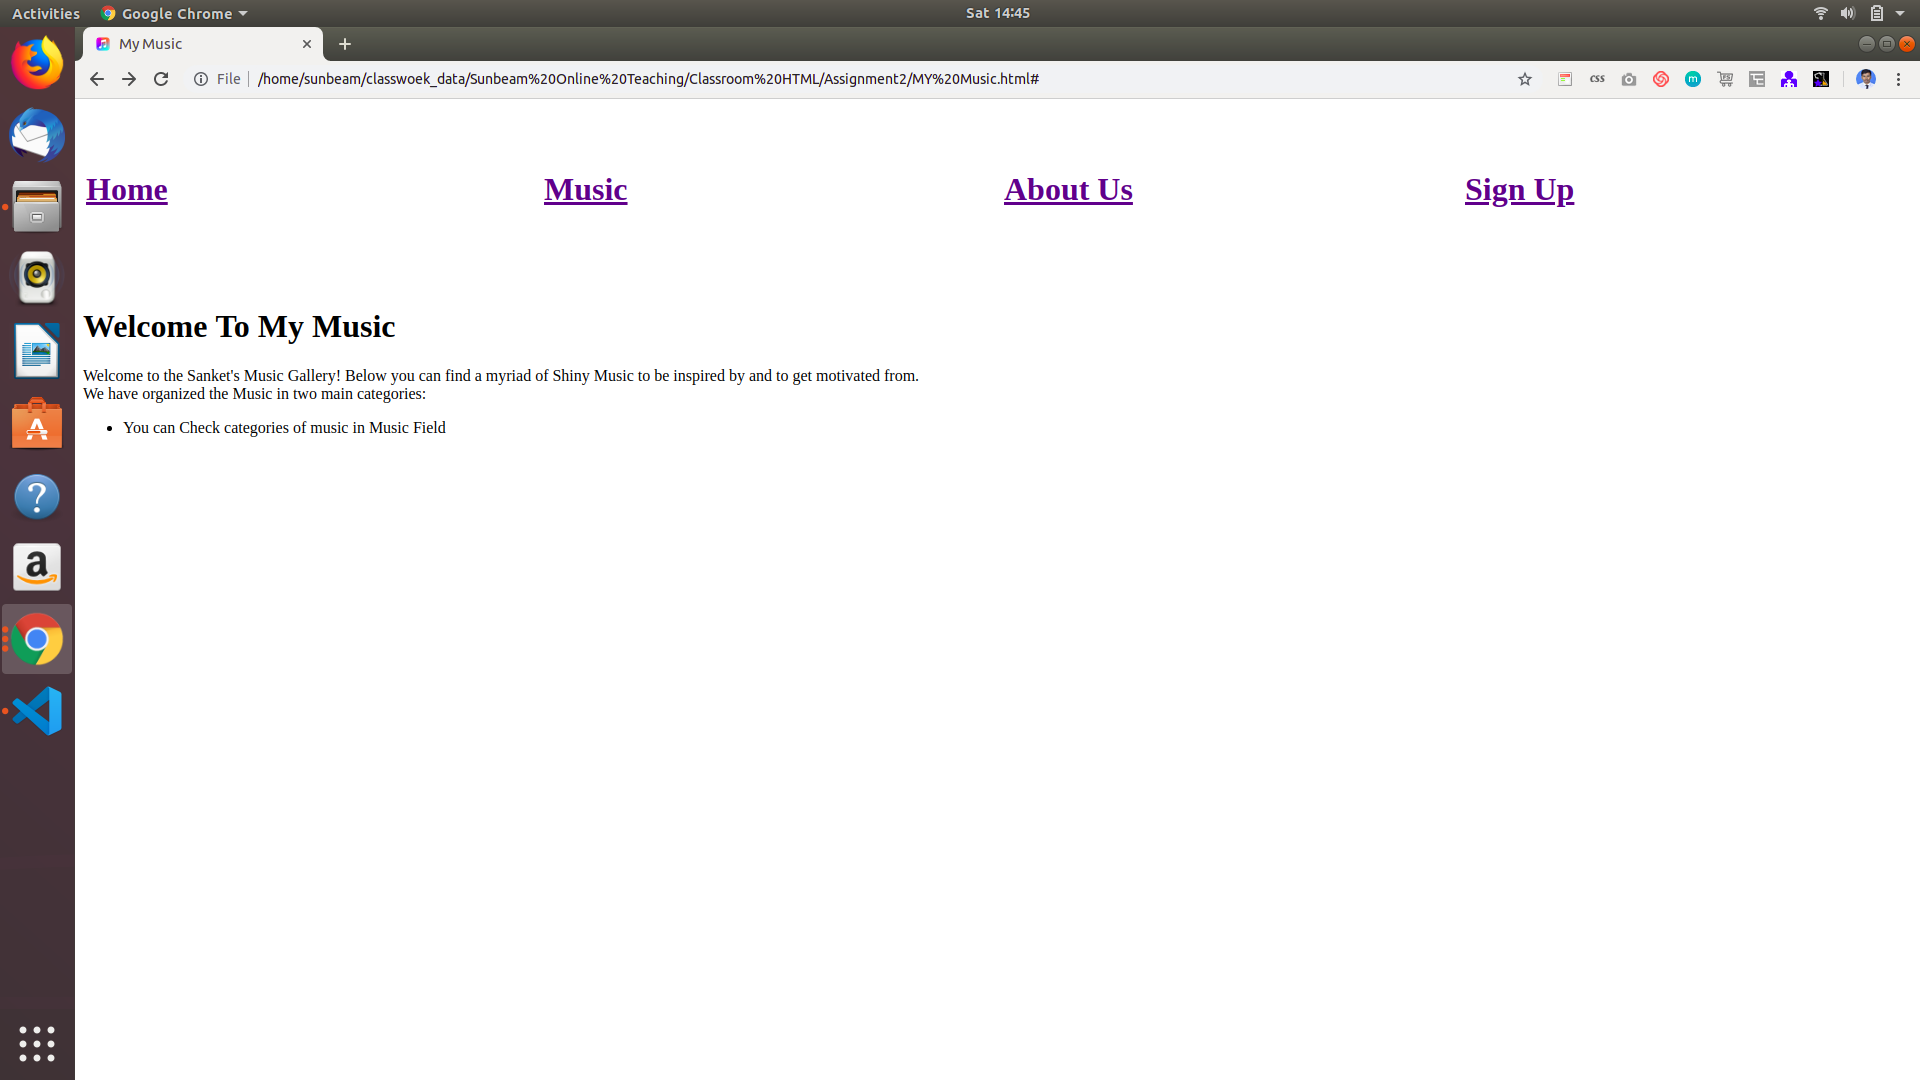 Activities Google Chrome Sat 14:45
My Music
File /home/sunbeam/classwoek_data/Sunbeam%20Online%20Teaching/Classroom%20HTML/Assignment2/MY%20Music.html# CSS m
Home Music About Us Sign Up
Welcome To My Music
Welcome to the Sanket's Music Gallery! Below you can find a myriad of Shiny Music to be inspired by and to get motivated from.
We have organized the Music in two main categories:
You can Check categories of music in Music Field